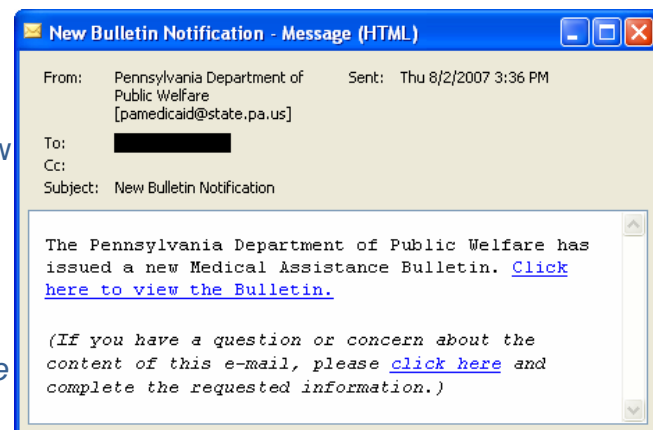 New Bulletin Notification - Message (HTML)
From: Pennsylvania Department of Sent: Thu 8/2/2007 3:36 PM
Public Welfare
[pamedicaid@state.pa.us]
To:
Cc:
Subject: New Bulletin Notification
The Pennsylvania Department of Public Welfare has
issued a new Medical Assistance Bulletin. Click
here to view the Bulletin.
(If you have a question or concern about the
content of this e-mail, please click here and
complete the requested information.)